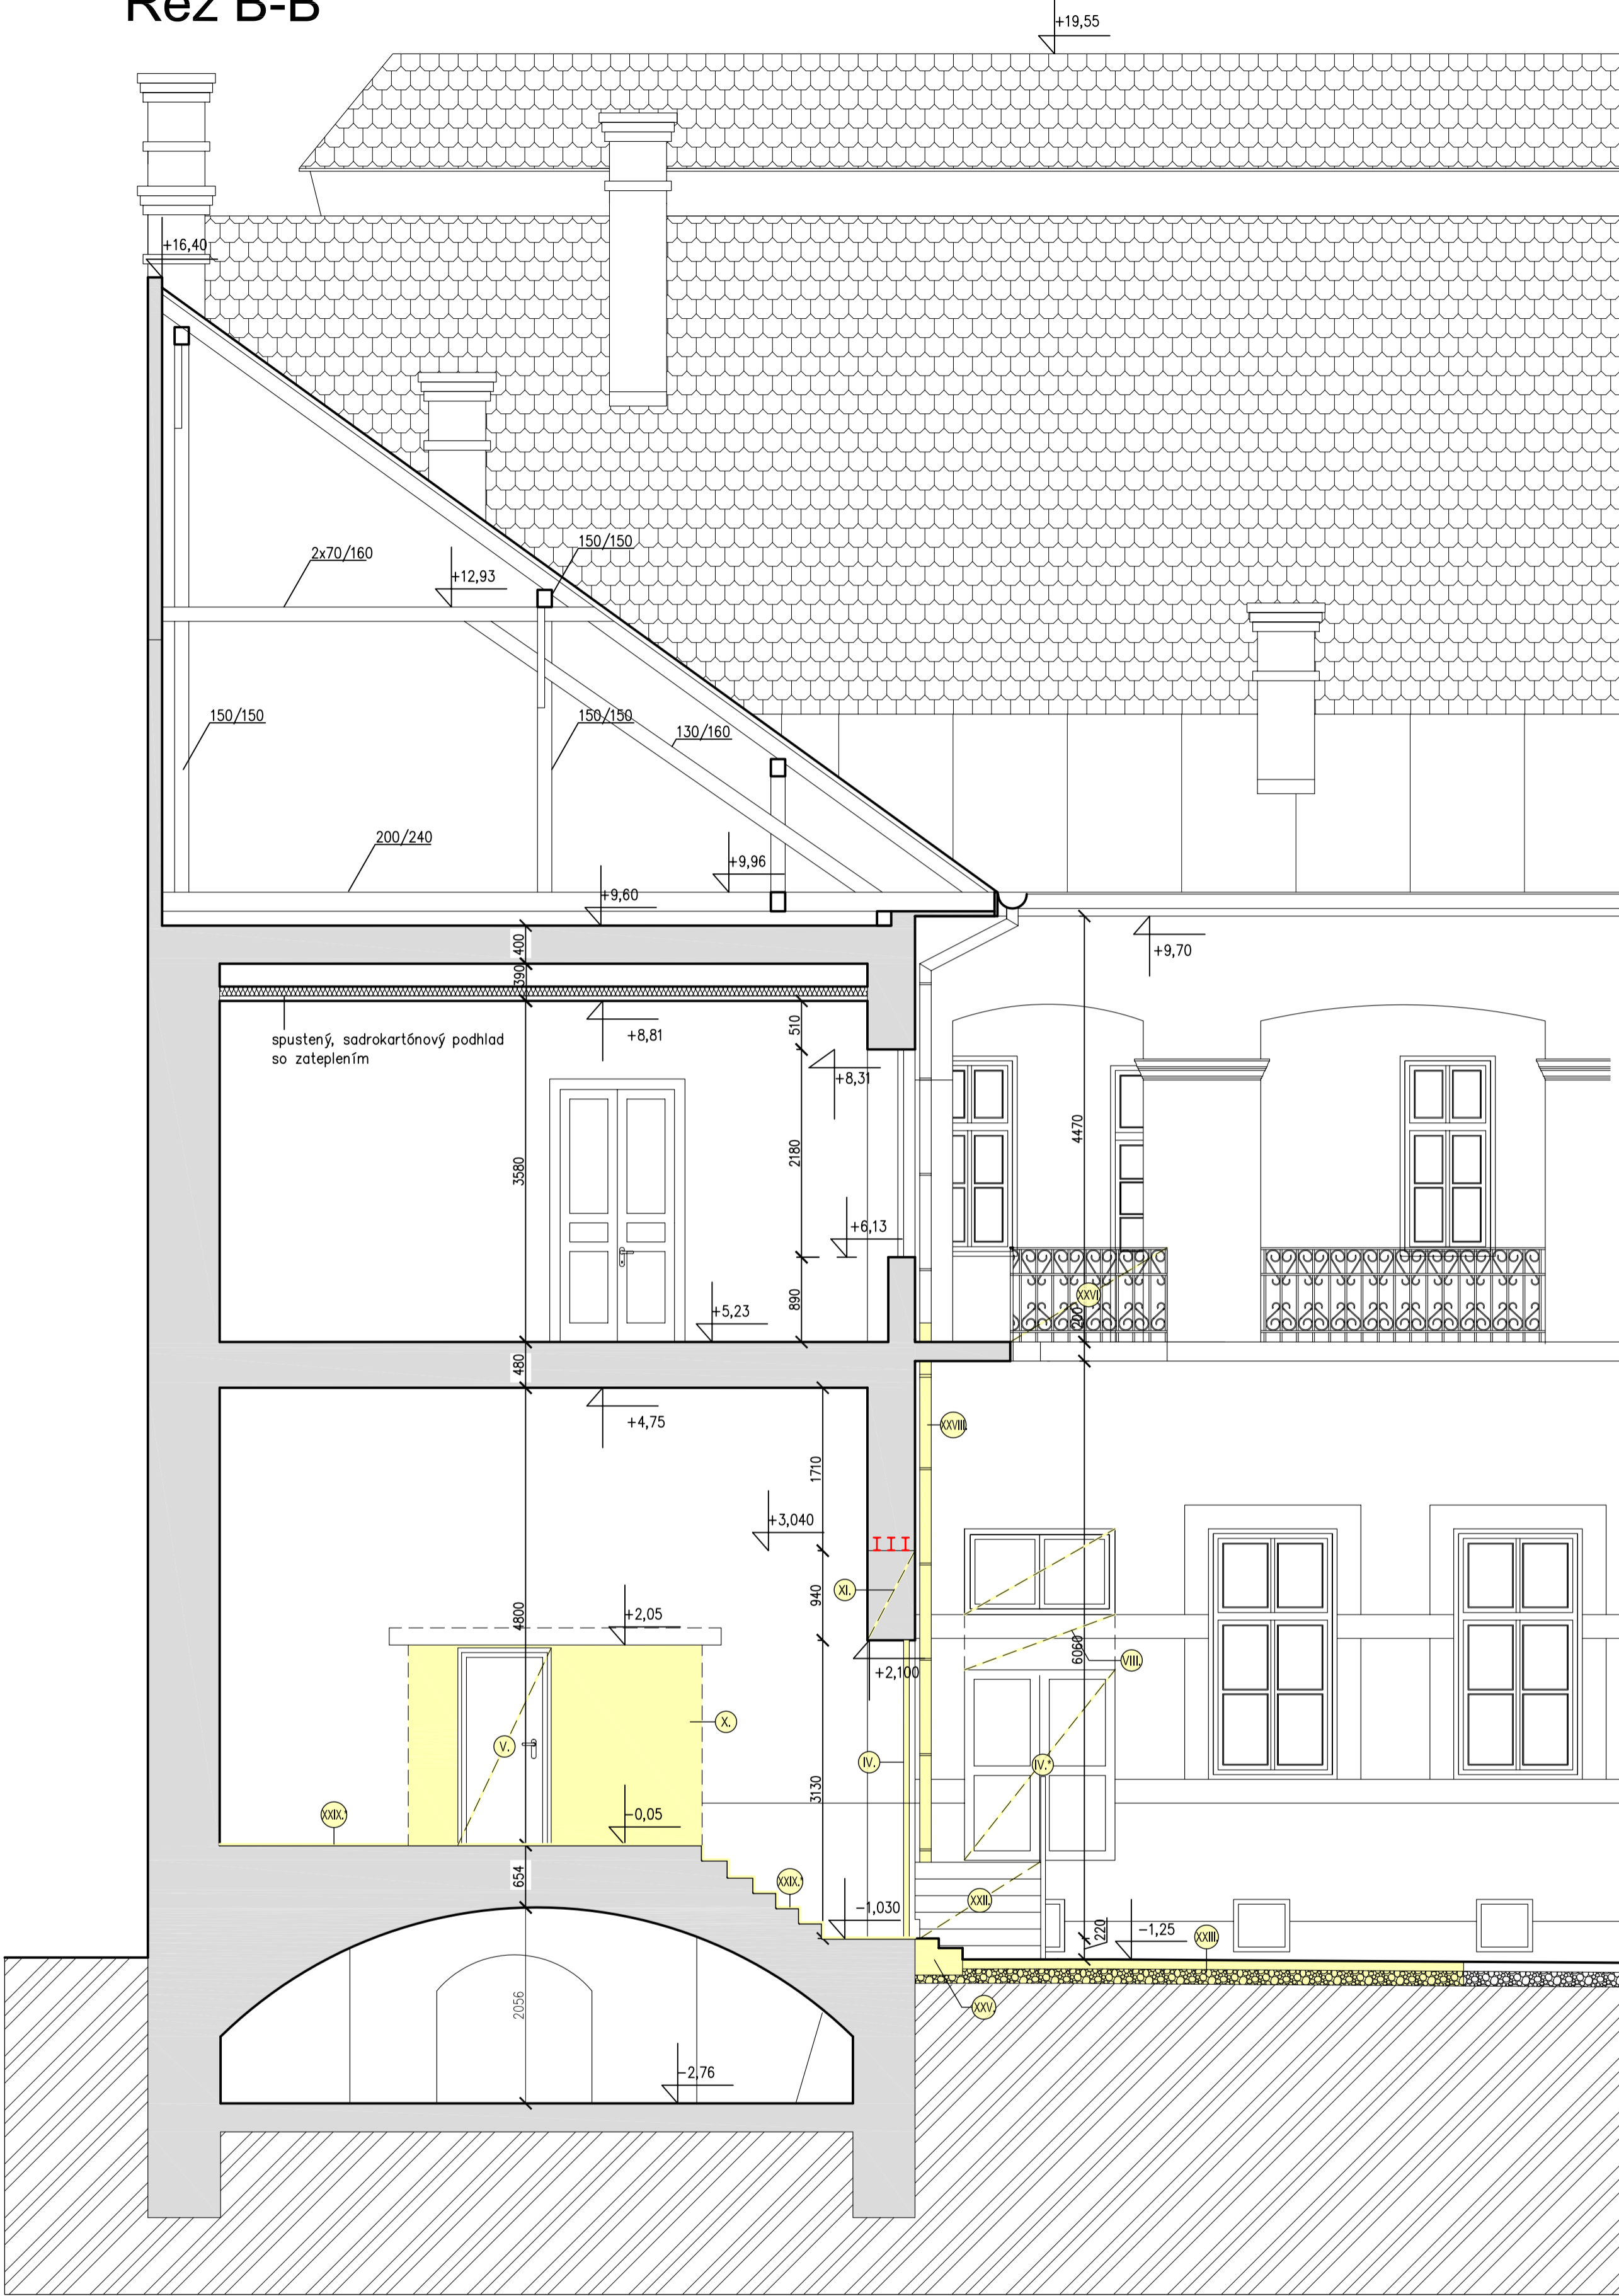 Rez B-B
+19,55
+16,40
2x70/160
150/150
+12,93
150/150
150/150
130/160
200/240
+9,96
+9,60
400
390
+9,70
spustený, sadrokartónový podhlad
so zateplením
+8,81
510
+8,31
3580
2180
4470
+6,13
890
+5,23
XXVI.
200
480
+4,75
XXVIII.
1710
+3,040
III
XI.
940
4800
+2,05
+2,100
6060
VIII.
X.
V.
IV.
IV.*
3130
XXIX.*
-0,05
654
XXIX.*
XXII.
-1,030
220
-1,25
XXIII.
XXV.
2056
-2,76